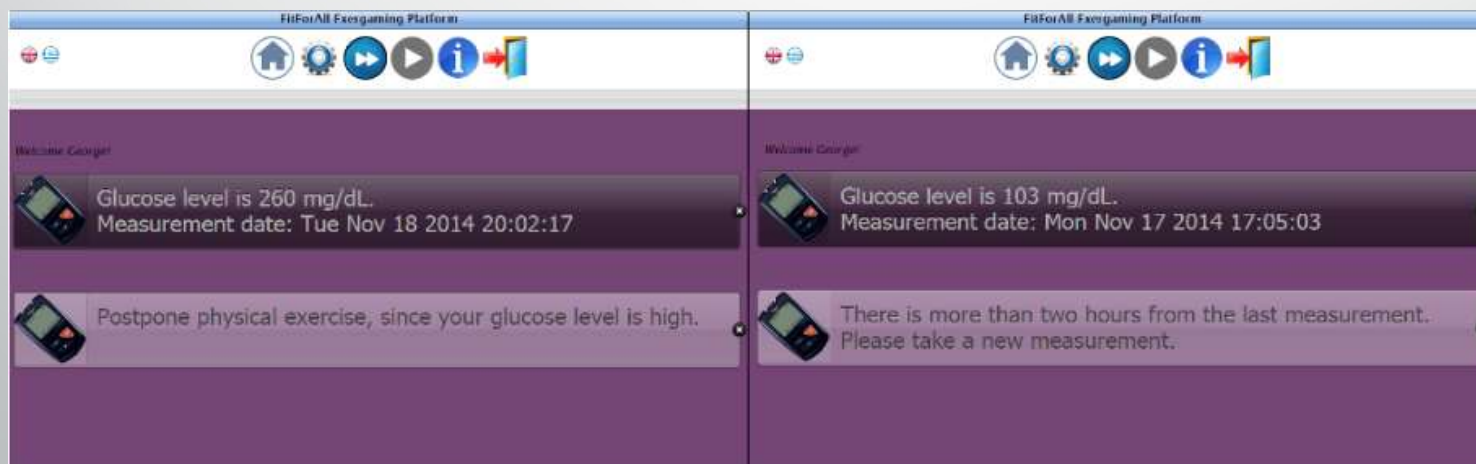 FitForAll Exergaming Platform
Welcome George!
Glucose level is 260 mg/dL.
Measurement date: Tue Nov 18 2014 20:02:17
Postpone physical exercise, since your glucose level is high.
FitForAll Exergaming Platform
Welcome George!
Glucose level is 103 mg/dL.
Measurement date: Mon Nov 17 2014 17:05:03
There is more than two hours from the last measurement.
Please take a new measurement.